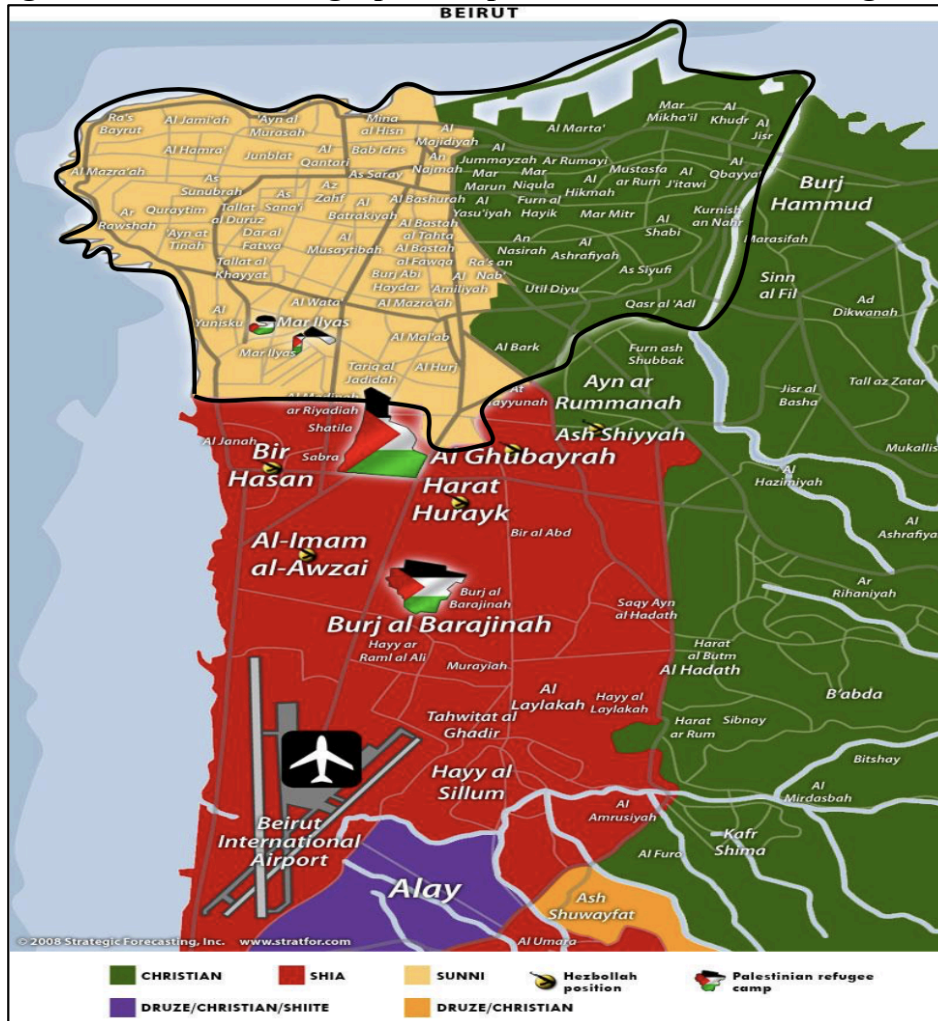 BEIRUT
Ra's
Bayrut
Al Jami'ah
'Ayn al
Murasah
Mina
al Hisn
Al
Majidiyah
Al Marta'
Mar
Mikha'il
Al
Khudr
Al
Jisr
Al Hamra'
Junblat
Al
Qantari
Bab Idris
An
Najmah
Al
Jummayzah
Ar Rumayi
Mustasfa
ar Rum
Al
J'itawi
Al
Qbayyat
Al Mazra'ah
As
Sunubrah
As
Sana'i
Az
Zahf
As Saray
Al Bashurah
Mar
Marun
Mar
Niqula
Al
Hikmah
Burj
Hammud
Ar
Rawshah
Quraytim
Tallat
al Duruz
Al
Batrakiyah
Al
Yasu'iyah
Furn al
Hayik
Mar Mitr
Al
Shabi
Kurnish
an Nahr
'Ayn at
Tinah
Dar al
Fatwa
Al
Musaytibah
Al Bastah
al Tahta
Al Bastah
al Fawqa
An
Nasirah
Al
Ashrafiyah
Marasifah
Tallat al
Khayyat
Burj Abi
Haydar
Al
'Amiliyah
Ra's an
Nab'
As Siyufi
Sinn
al Fil
Al Wata'
Al Mazra'ah
Util Diyu
Qasr al 'Adl
Ad
Dikwanah
Al
Yunisku
Mar Ilyas
Mar Ilyas
Al Mal'ab
Al Bark
Furn ash
Shubbak
Tariq al
Jadidah
Al Hurj
Ayn ar
Rummanah
Jisr al
Basha
Tall az Zatar
Al Madinah
ar Riyadiah
At
Tayyunah
Ash Shiyyah
Mukallis
Al Janah
Shatila
Sabra
Bir
Hasan
Al Ghubayrah
Al
Hazimiyah
Harat
Hurayk
Bir al Abd
Al
Ashrafiya
Al-Imam
al-Awzai
Burj al
Barajinah
Ar
Rihaniyah
Burj al Barajinah
Saqy Ayn
al Hadath
Hayy ar
Raml al Ali
Murayiah
Harat
al Butm
Al Hadath
Al
Laylakah
Hayy al
Laylakah
B'abda
Tahwitat al
Ghadir
Harat
ar Rum
Sibnay
Bitshay
Hayy al
Sillum
Al
Mirdasbah
Beirut
International
Airport
Al
Amrusiyah
Kafr
Shima
Al Furo
Alay
Ash
Shuwayfat
Al Umara
© 2008 Strategic Forecasting, Inc. www.stratfor.com
CHRISTIAN
SHIA
SUNNI
Hezbollah
position
Palestinian refugee
camp
DRUZE/CHRISTIAN/SHIITE
DRUZE/CHRISTIAN